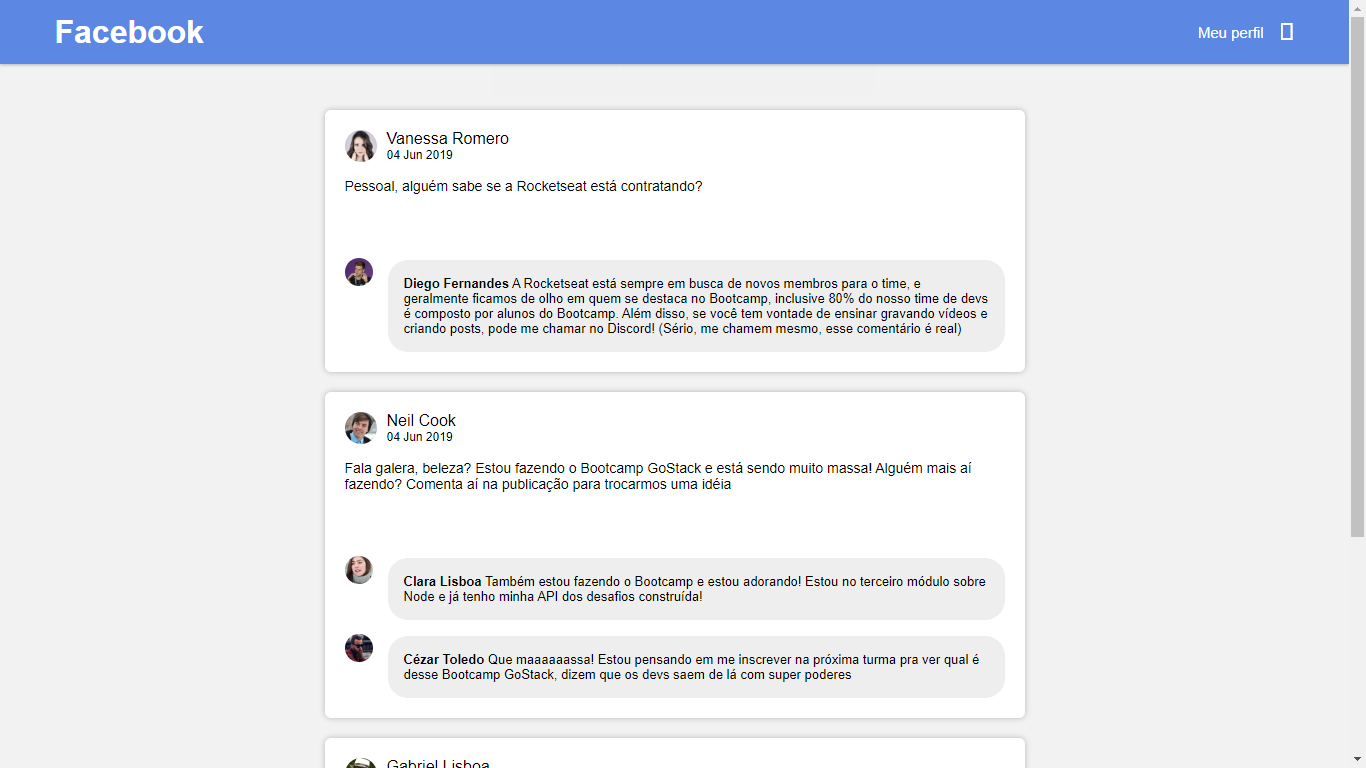 Facebook
Meu perfil
Vanessa Romero
04 Jun 2019
Pessoal, alguém sabe se a Rocketseat está contratando?
Diego Fernandes A Rocketseat está sempre em busca de novos membros para o time, e
geralmente ficamos de olho em quem se destaca no Bootcamp, inclusive 80% do nosso time de devs
é composto por alunos do Bootcamp. Além disso, se você tem vontade de ensinar gravando vídeos e
criando posts, pode me chamar no Discord! (Sério, me chamem mesmo, esse comentário é real)
Neil Cook
04 Jun 2019
Fala galera, beleza? Estou fazendo o Bootcamp GoStack e está sendo muito massa! Alguém mais aí
fazendo? Comenta aí na publicação para trocarmos uma idéia
Clara Lisboa Também estou fazendo o Bootcamp e estou adorando! Estou no terceiro módulo sobre
Node e já tenho minha API dos desafios construída!
Cézar Toledo Que maaaaaassa! Estou pensando em me inscrever na próxima turma pra ver qual é
desse Bootcamp GoStack, dizem que os devs saem de lá com super poderes
Gabriel Lisboa